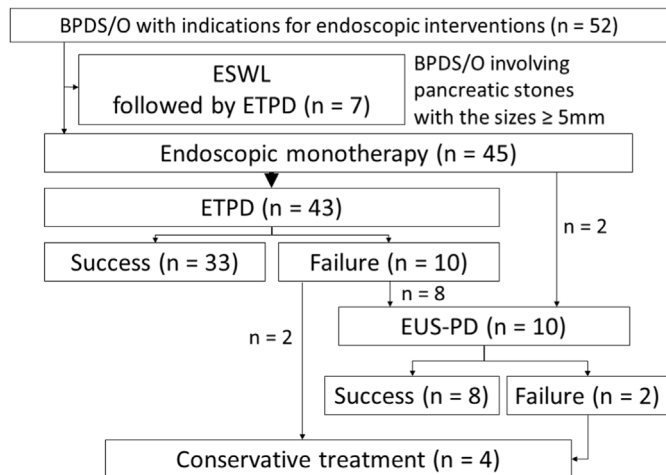 BPDS/O with indications for endoscopic interventions (n = 52)
ESWL
followed by ETPD (n = 7)
BPDS/O involving
pancreatic stones
with the sizes ≥ 5mm
Endoscopic monotherapy (n = 45)
ETPD (n = 43)
n = 2
Success (n = 33)
Failure (n = 10)
n = 8
n = 2
EUS-PD (n = 10)
Success (n = 8)
Failure (n = 2)
Conservative treatment (n = 4)